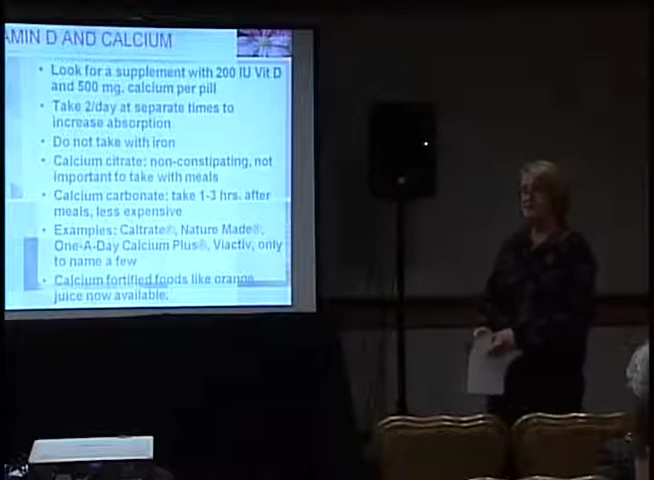 AMIN D AND CALCIUM
• Look for a supplement with 200 IU Vit D
and 500 mg. calcium per pill
• Take 2/day at separate times to
increase absorption
• Do not take with iron
• Calcium citrate: non-constipating, not
important to take with meals
• Calcium carbonate: take 1-3 hrs. after
meals, less expensive
• Examples: Caltrate®, Nature Made®,
One-A-Day Calcium Plus®, Viactiv, only
to name a few
• Calcium fortified foods like orange
juice now available.